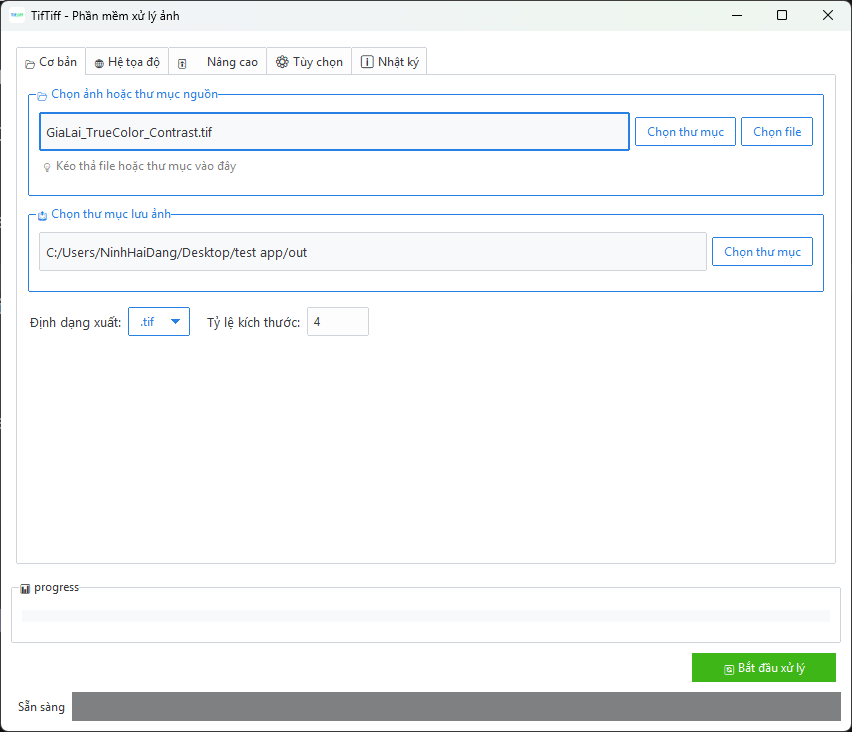 TifTiff - Phần mềm xử lý ảnh
Cơ bản Hệ tọa độ Nâng cao Tùy chọn Nhật ký
Chọn ảnh hoặc thư mục nguồn
GiaLai_TrueColor_Contrast.tif Chọn thư mục Chọn file
Kéo thả file hoặc thư mục vào đây
Chọn thư mục lưu ảnh
C:/Users/NinhHaiDang/Desktop/test app/out Chọn thư mục
Định dạng xuất: .tif Tỷ lệ kích thước: 4
progress
Bắt đầu xử lý
Sẵn sàng